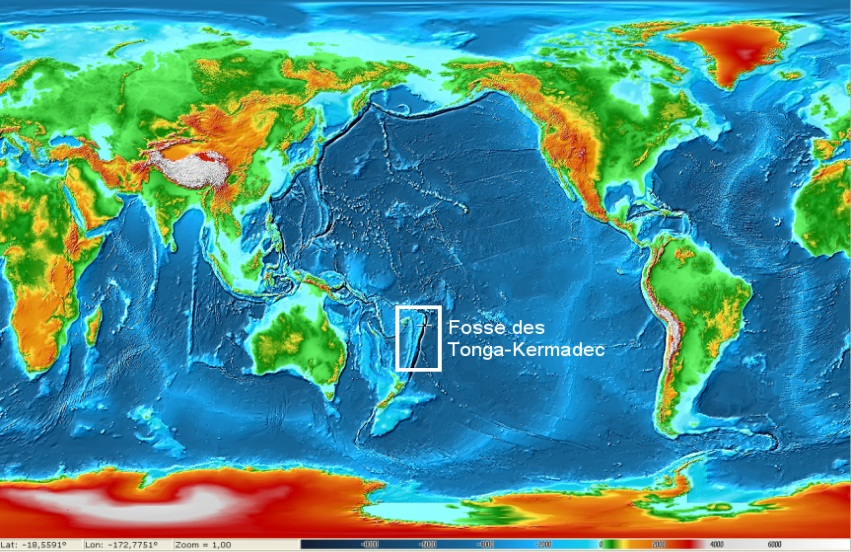 Fosse des
Tonga-Kermadec
Lat: -18,5591° Lon: -172,7751° Zoom = 1,00
4000 6000